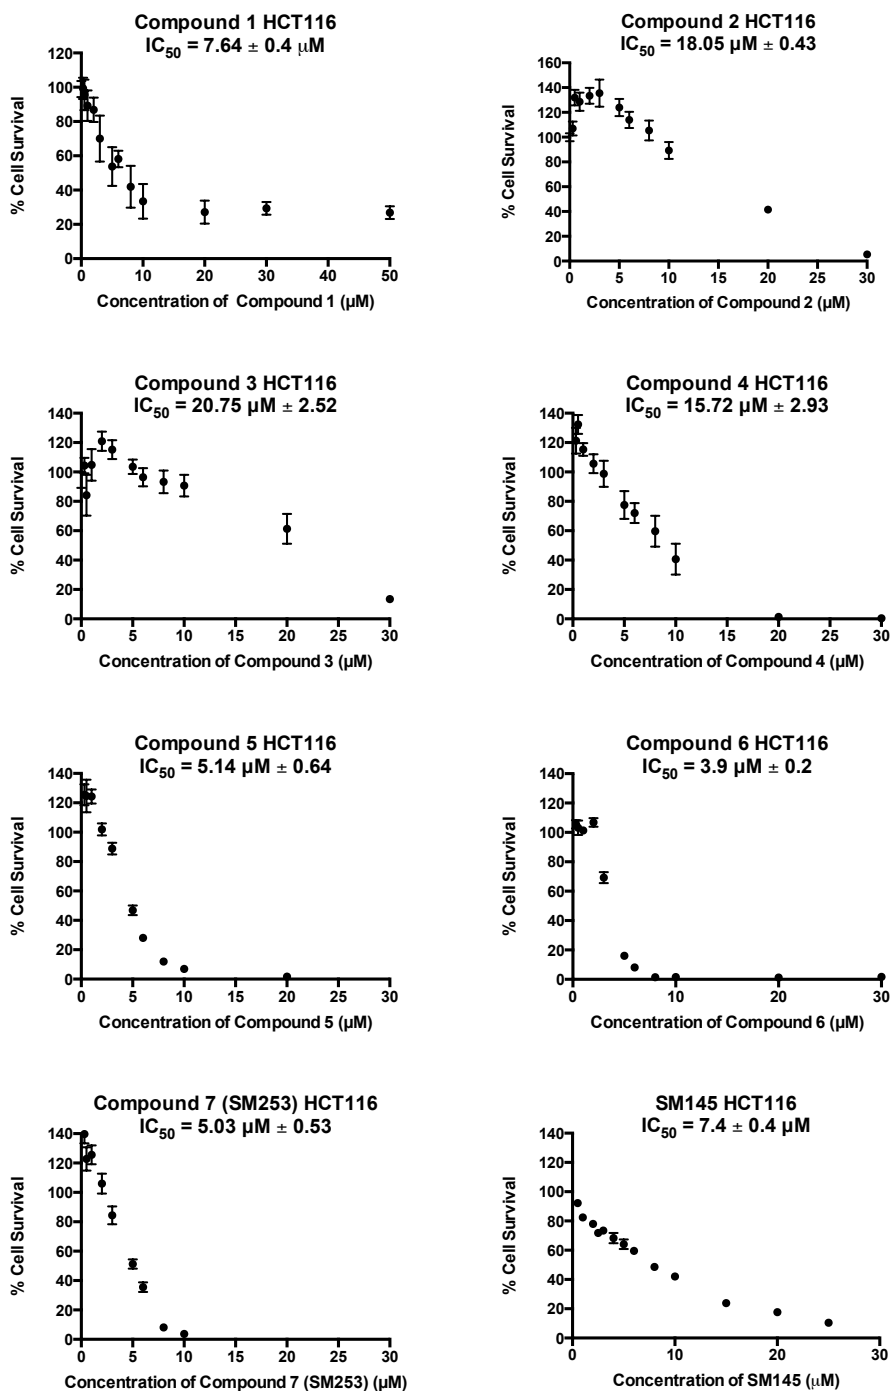 Compound 1 HCT116
IC50 = 7.64 ± 0.4 μM
% Cell Survival
120
100
80
60
40
20
0
0 10 20 30 40 50
Concentration of Compound 1 (μM)
Compound 2 HCT116
IC50 = 18.05 μM ± 0.43
% Cell Survival
160
140
120
100
80
60
40
20
0
0 5 10 15 20 25 30
Concentration of Compound 2 (μM)
Compound 3 HCT116
IC50 = 20.75 μM ± 2.52
% Cell Survival
140
120
100
80
60
40
20
0
0 5 10 15 20 25 30
Concentration of Compound 3 (μM)
Compound 4 HCT116
IC50 = 15.72 μM ± 2.93
% Cell Survival
140
120
100
80
60
40
20
0
0 5 10 15 20 25 30
Concentration of Compound 4 (μM)
Compound 5 HCT116
IC50 = 5.14 μM ± 0.64
% Cell Survival
140
120
100
80
60
40
20
0
0 5 10 15 20 25 30
Concentration of Compound 5 (μM)
Compound 6 HCT116
IC50 = 3.9 μM ± 0.2
% Cell Survival
140
120
100
80
60
40
20
0
0 5 10 15 20 25 30
Concentration of Compound 6 (μM)
Compound 7 (SM253) HCT116
IC50 = 5.03 μM ± 0.53
% Cell Survival
140
120
100
80
60
40
20
0
0 5 10 15 20 25 30
Concentration of Compound 7 (SM253) (μM)
SM145 HCT116
IC50 = 7.4 ± 0.4 μM
% Cell Survival
140
120
100
80
60
40
20
0
0 5 10 15 20 25 30
Concentration of SM145 (μM)